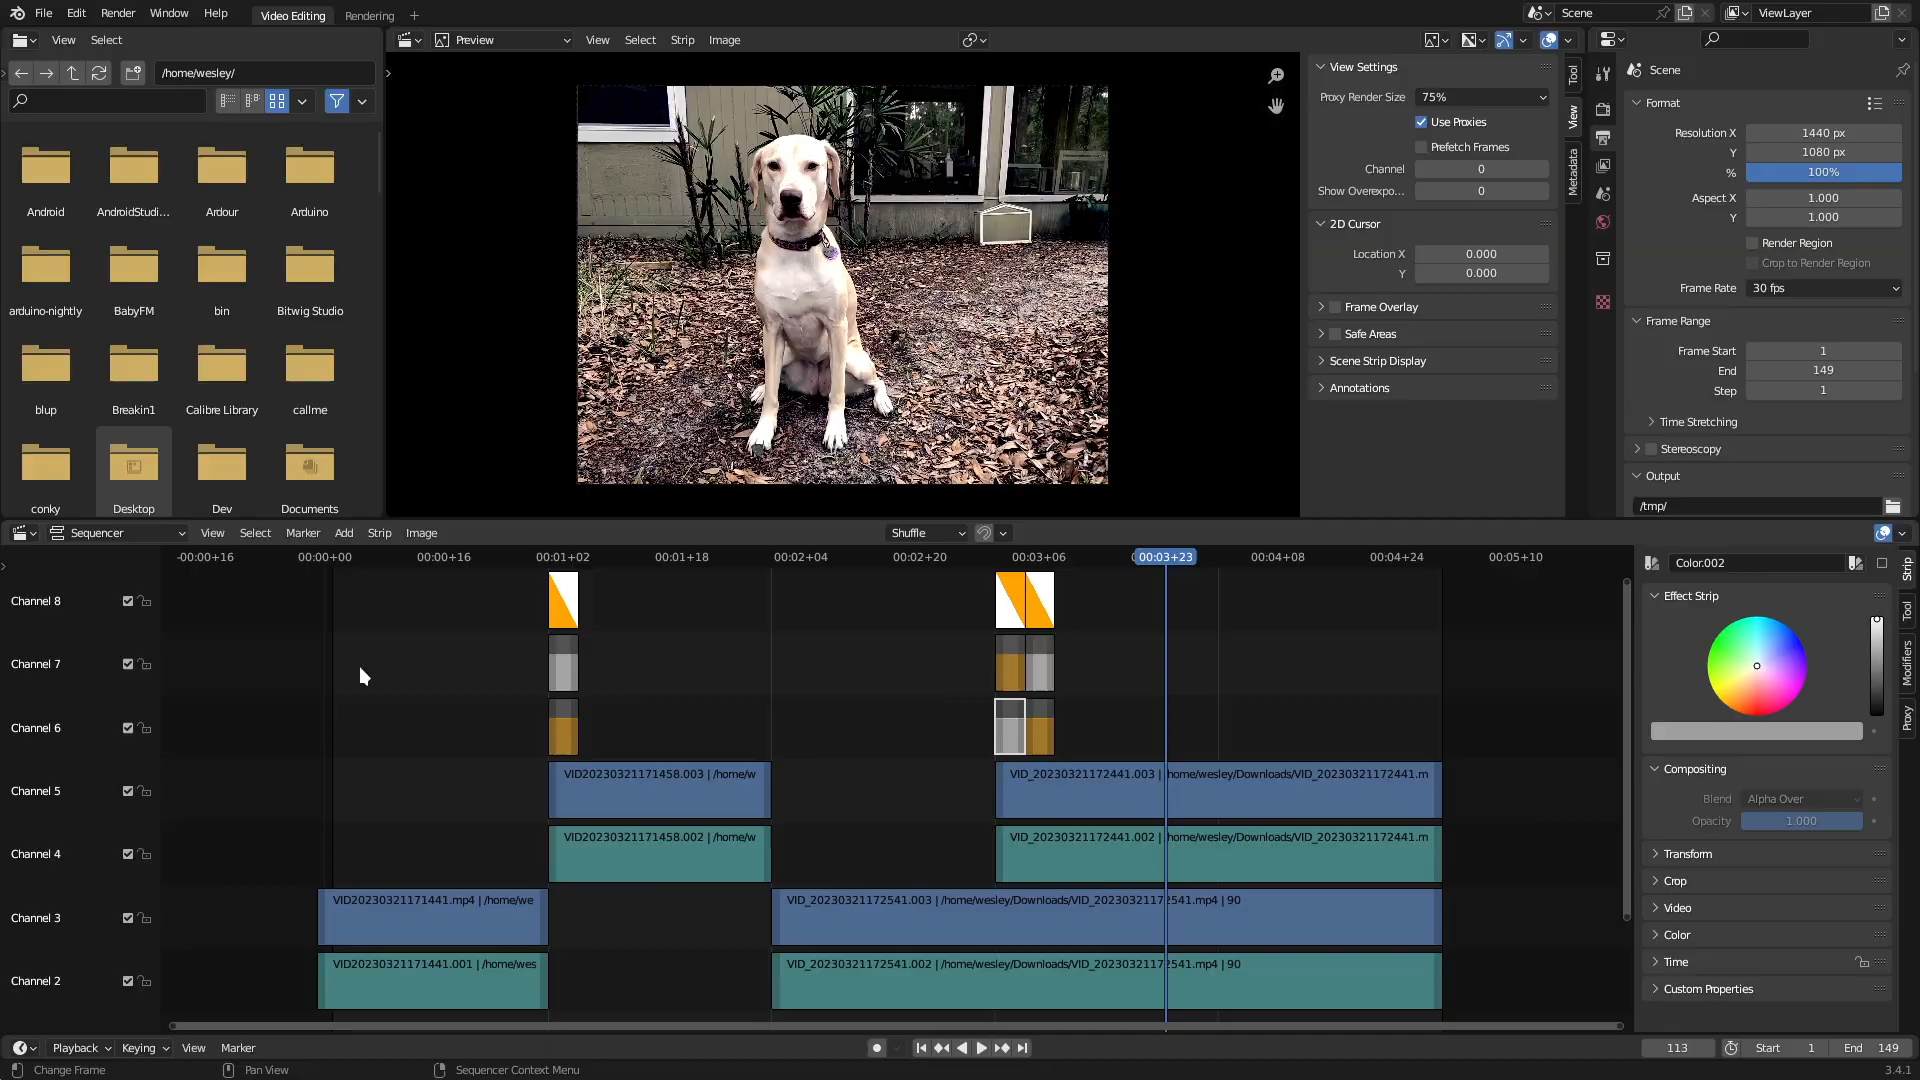 File Edit Render Window Help Video Editing Rendering + Scene ViewLayer
View Select Preview View Select Strip Image
/home/wesley/
Android AndroidStudi... Ardour Arduino
arduino-nightly BabyFM bin Bitwig Studio
blup Breakin1 Calibre Library callme
conky Desktop Dev Documents
View Settings
Proxy Render Size 75%
Use Proxies
Prefetch Frames
Channel 0
Show Overexpo... 0
2D Cursor
Location X 0.000
Y 0.000
Frame Overlay
Safe Areas
Scene Strip Display
Annotations
Tool
View
Metadata
Scene
Format
Resolution X 1440 px
Y 1080 px
% 100%
Aspect X 1.000
Y 1.000
Render Region
Crop to Render Region
Frame Rate 30 fps
Frame Range
Frame Start 1
End 149
Step 1
Time Stretching
Stereoscopy
Output
/tmp/
Sequencer View Select Marker Add Strip Image Shuffle
-00:00+16 00:00+00 00:00+16 00:01+02 00:01+18 00:02+04 00:02+20 00:03+06 00:03+23 00:04+08 00:04+24 00:05+10
Channel 8
Channel 7
Channel 6
Channel 5 VID20230321171458.003 | /home/w VID_20230321172441.003 | /home/wesley/Downloads/VID_20230321172441.m
Channel 4 VID20230321171458.002 | /home/w VID_20230321172441.002 | /home/wesley/Downloads/VID_20230321172441.m
Channel 3 VID20230321171441.mp4 | /home/we VID_20230321172541.003 | /home/wesley/Downloads/VID_20230321172541.mp4 | 90
Channel 2 VID20230321171441.001 | /home/wes VID_20230321172541.002 | /home/wesley/Downloads/VID_20230321172541.mp4 | 90
Color.002
Effect Strip
Compositing
Blend Alpha Over
Opacity 1.000
Transform
Crop
Video
Color
Time
Custom Properties
Strip
Tool
Modifiers
Proxy
Playback Keying View Marker 113 Start 1 End 149
Change Frame Pan View Sequencer Context Menu 3.4.1